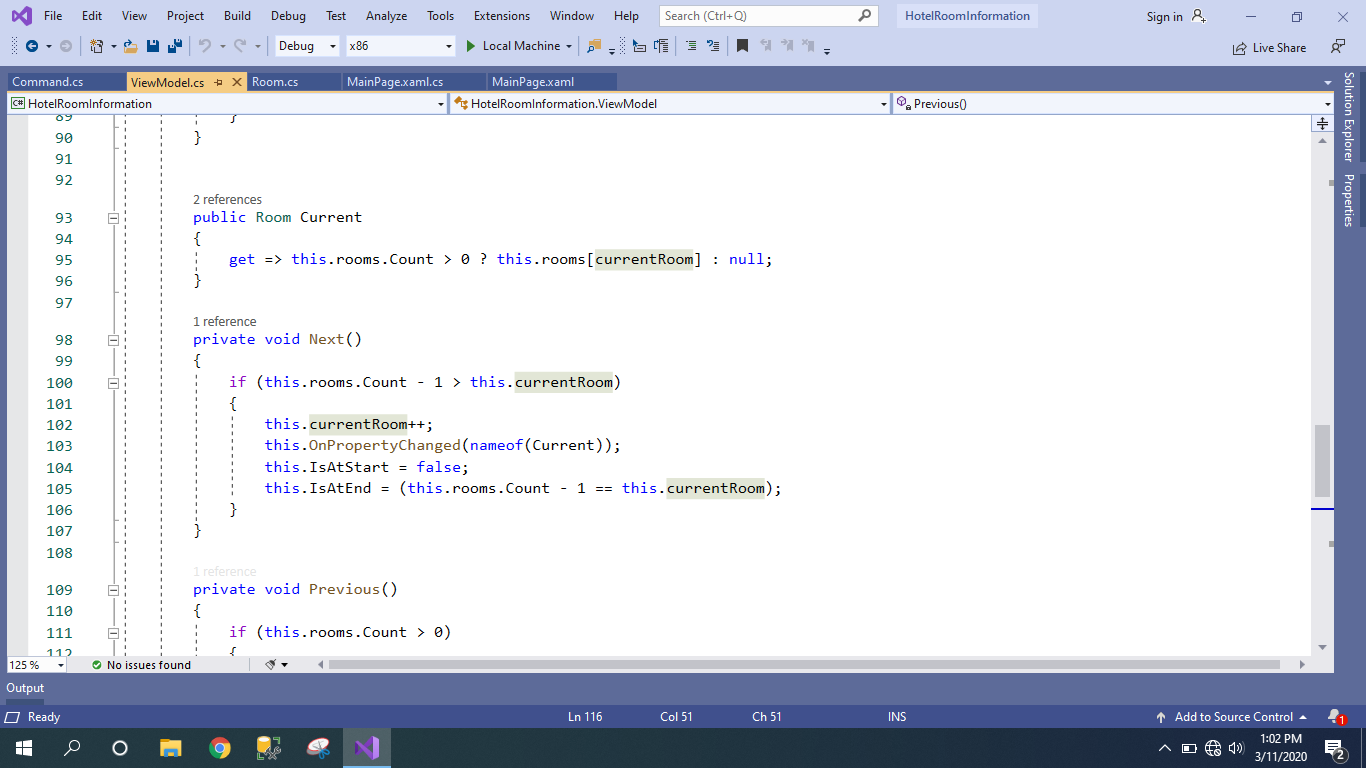 File Edit View Project Build Debug Test Analyze Tools Extensions Window Help Search (Ctrl+Q) HotelRoomInformation Sign in
Debug x86 Local Machine Live Share
Command.cs ViewModel.cs Room.cs MainPage.xaml.cs MainPage.xaml
C# HotelRoomInformation HotelRoomInformation.ViewModel Previous()
Solution Explorer
Properties
89 }
90 }
91
92
2 references
93 public Room Current
94 {
95 get => this.rooms.Count > 0 ? this.rooms[currentRoom] : null;
96 }
97
1 reference
98 private void Next()
99 {
100 if (this.rooms.Count - 1 > this.currentRoom)
101 {
102 this.currentRoom++;
103 this.OnPropertyChanged(nameof(Current));
104 this.IsAtStart = false;
105 this.IsAtEnd = (this.rooms.Count - 1 == this.currentRoom);
106 }
107 }
108
1 reference
109 private void Previous()
110 {
111 if (this.rooms.Count > 0)
112 {
125 % No issues found
Output
Ready Ln 116 Col 51 Ch 51 INS Add to Source Control 1
1:02 PM
3/11/2020
2